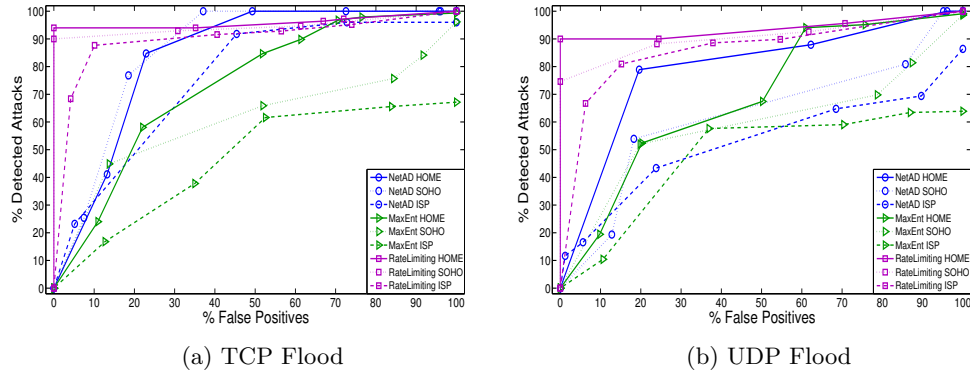 % Detected Attacks
100
90
80
70
60
50
40
30
20
10
0
0 10 20 30 40 50 60 70 80 90 100
% False Positives
NetAD HOME
NetAD SOHO
NetAD ISP
MaxEnt HOME
MaxEnt SOHO
MaxEnt ISP
RateLimiting HOME
RateLimiting SOHO
RateLimiting ISP
(a) TCP Flood
% Detected Attacks
100
90
80
70
60
50
40
30
20
10
0
0 10 20 30 40 50 60 70 80 90 100
% False Positives
NetAD HOME
NetAD SOHO
NetAD ISP
MaxEnt HOME
MaxEnt SOHO
MaxEnt ISP
RateLimiting HOME
RateLimiting SOHO
RateLimiting ISP
(b) UDP Flood